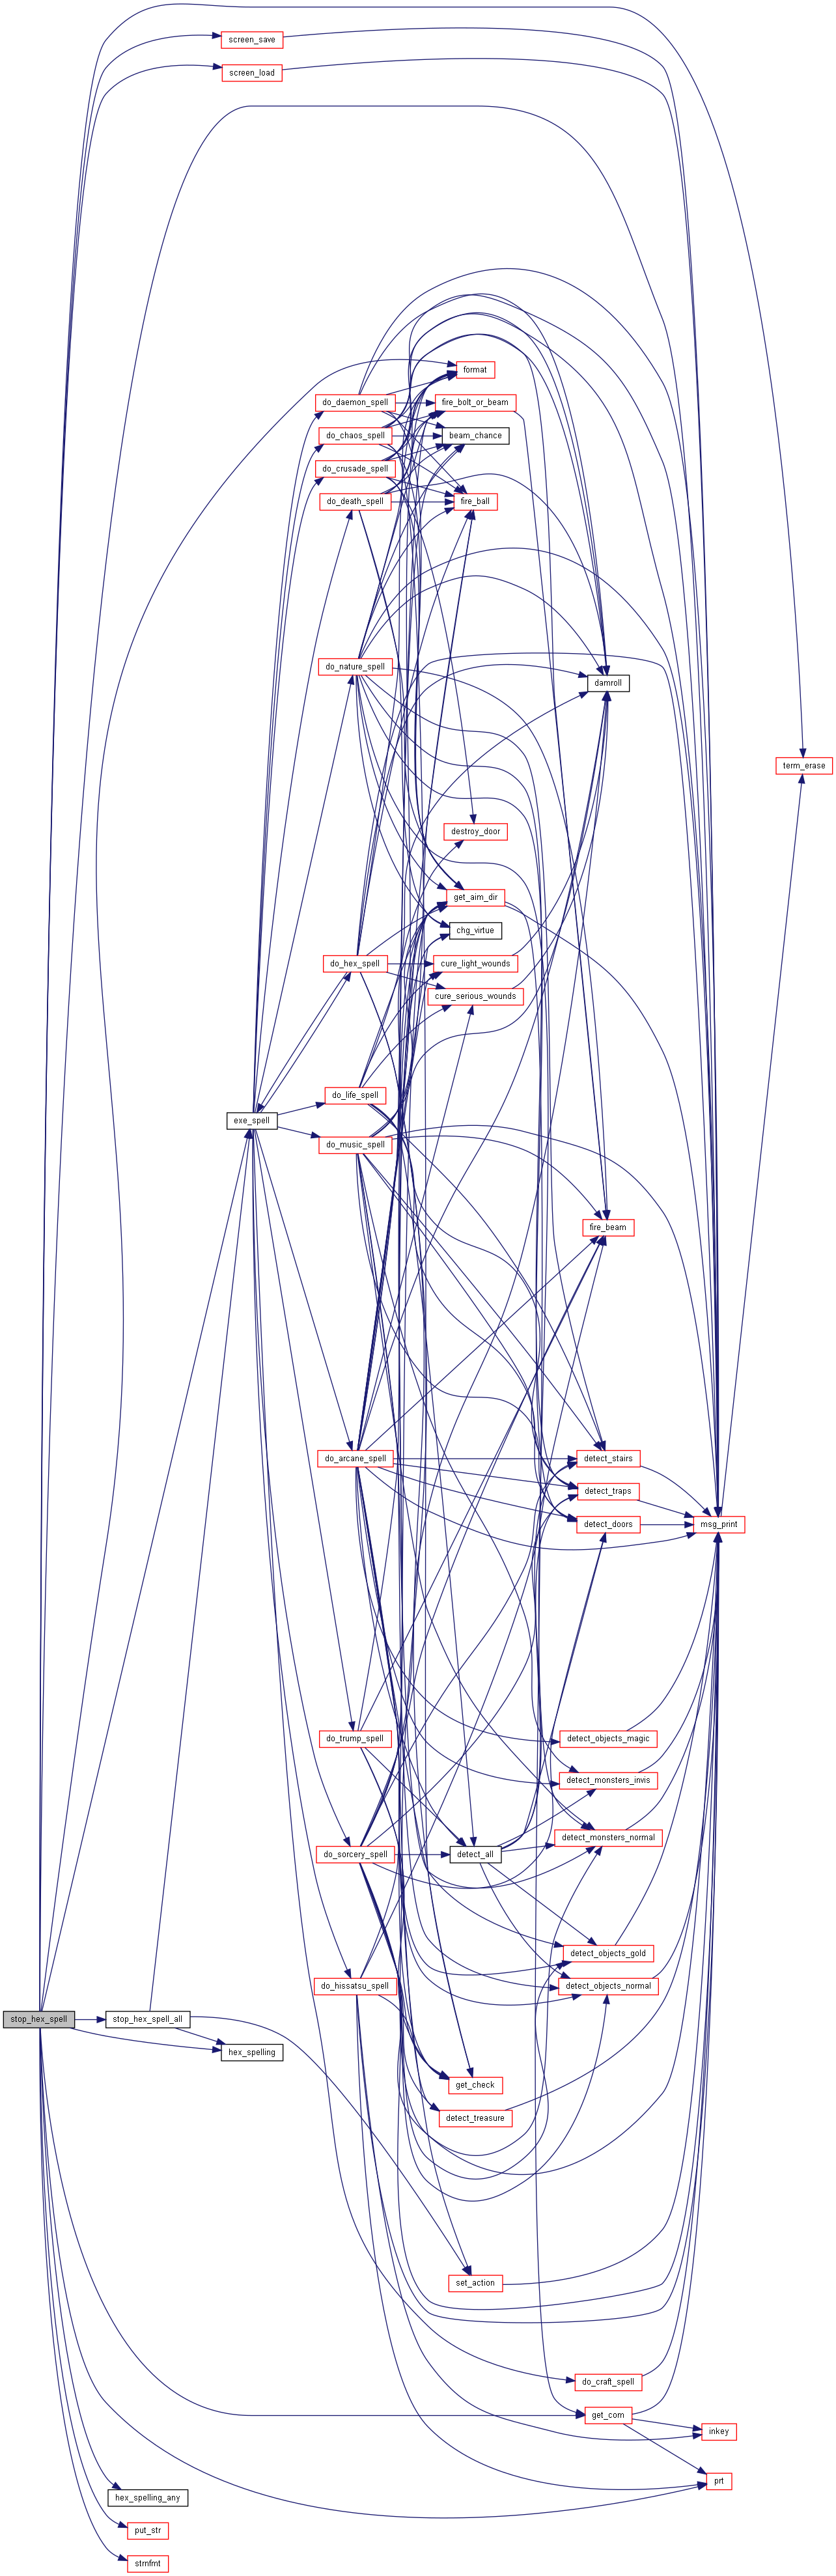 screen_save
screen_load
format
do_daemon_spell
fire_bolt_or_beam
do_chaos_spell
beam_chance
do_crusade_spell
do_death_spell
fire_ball
do_nature_spell
damroll
term_erase
destroy_door
get_aim_dir
chg_virtue
do_hex_spell
cure_light_wounds
cure_serious_wounds
do_life_spell
exe_spell
do_music_spell
fire_beam
do_arcane_spell
detect_stairs
detect_traps
detect_doors
msg_print
do_trump_spell
detect_objects_magic
detect_monsters_invis
detect_monsters_normal
do_sorcery_spell
detect_all
detect_objects_gold
do_hissatsu_spell
detect_objects_normal
stop_hex_spell
stop_hex_spell_all
hex_spelling
get_check
detect_treasure
set_action
do_craft_spell
get_com
inkey
prt
hex_spelling_any
put_str
strnfmt